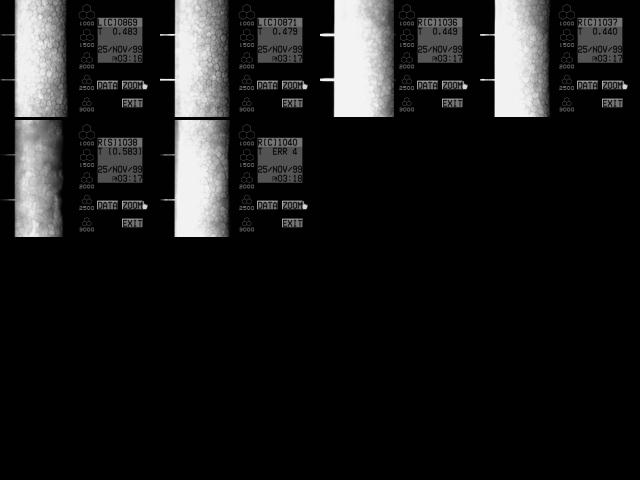 1000
L(C)0869
T 0.483
1500
25/NOV/99
PM03:16
2000
DATA ZOOM
2500
EXIT
3000
1000
L(C)0871
T 0.479
1500
25/NOV/99
PM03:17
2000
DATA ZOOM
2500
EXIT
3000
1000
R(C)1036
T 0.449
1500
25/NOV/99
PM03:17
2000
DATA ZOOM
2500
EXIT
3000
1000
R(C)1037
T 0.440
1500
25/NOV/99
PM03:17
2000
DATA ZOOM
2500
EXIT
3000
1000
R(S)1038
T (0.583)
1500
25/NOV/99
PM03:17
2000
DATA ZOOM
2500
EXIT
3000
1000
R(C)1040
T ERR 4
1500
25/NOV/99
PM03:18
2000
DATA ZOOM
2500
EXIT
3000